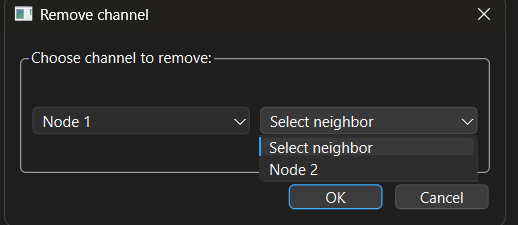 Remove channel
Choose channel to remove:
Node 1
Select neighbor
Select neighbor
Node 2
OK
Cancel